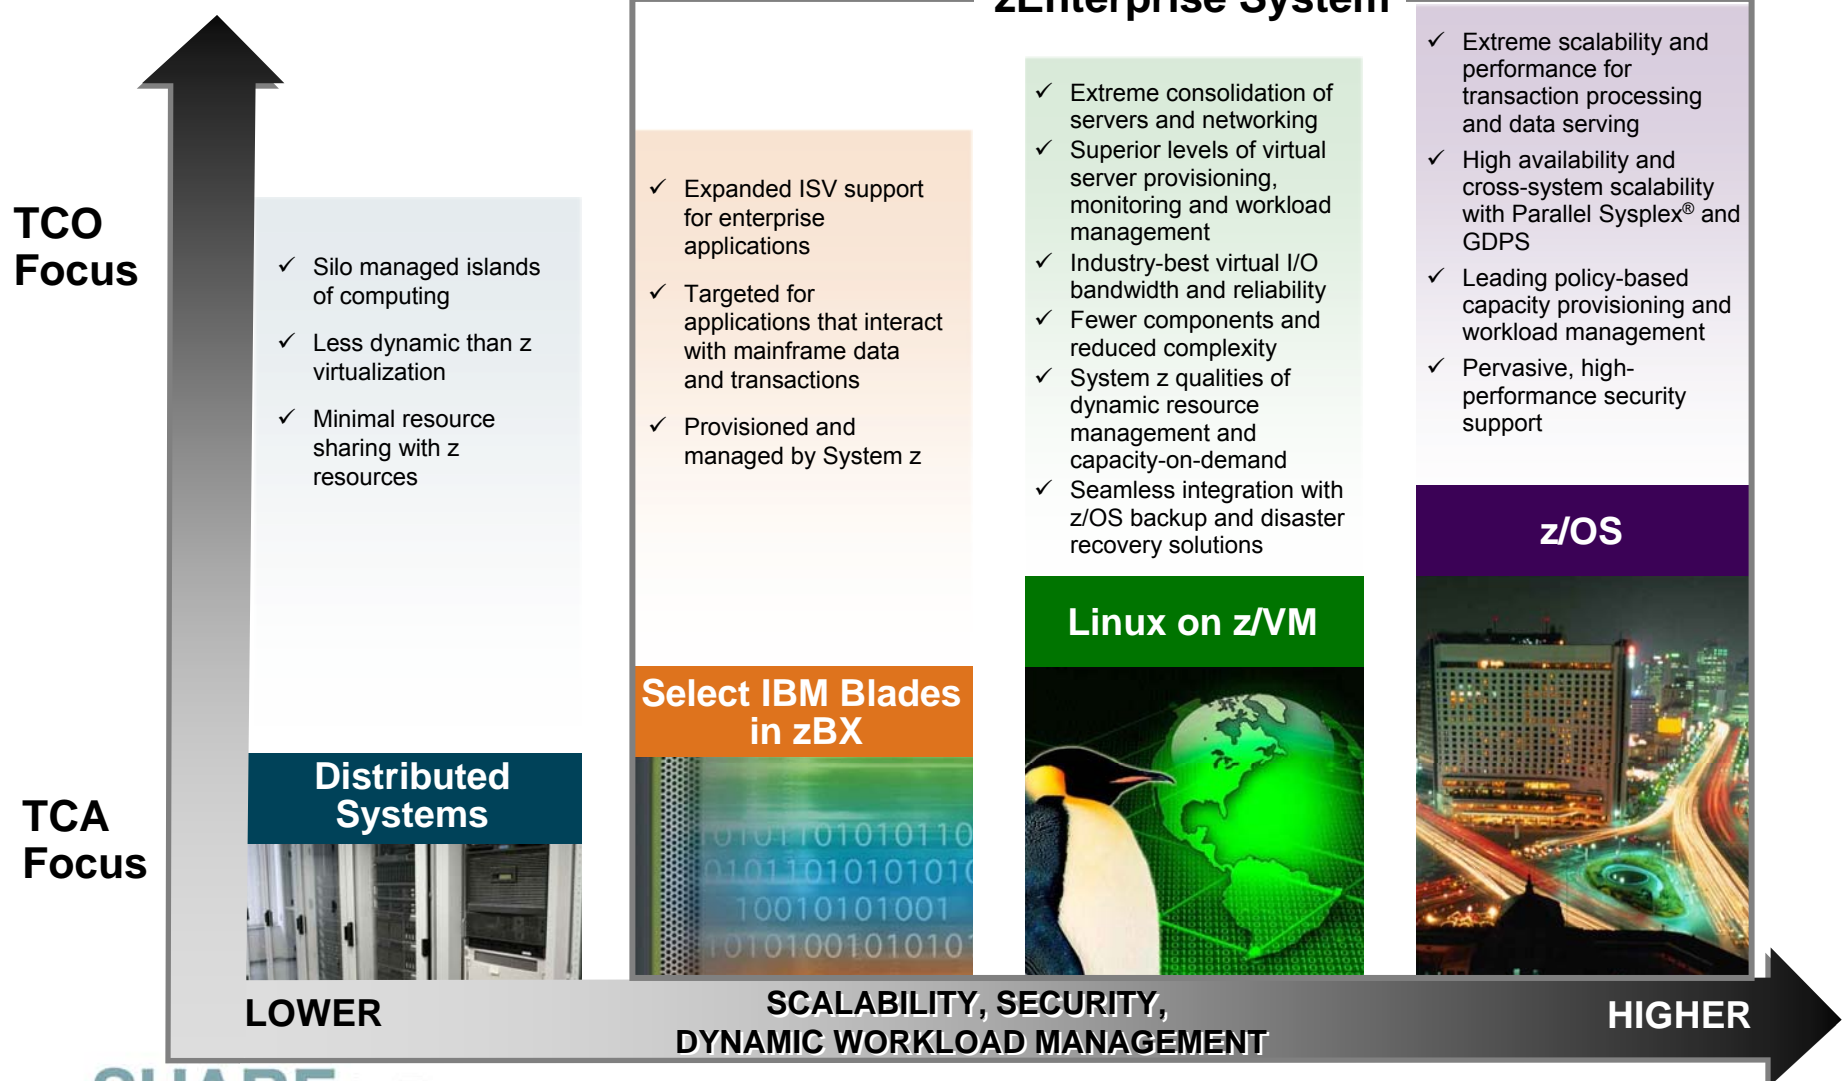 zEnterprise System
TCO
Focus
TCA
Focus
✓ Silo managed islands
of computing
✓ Less dynamic than z
virtualization
✓ Minimal resource
sharing with z
resources
Distributed
Systems
✓ Expanded ISV support
for enterprise
applications
✓ Targeted for
applications that interact
with mainframe data
and transactions
✓ Provisioned and
managed by System z
Select IBM Blades
in zBX
10010101001
✓ Extreme consolidation of
servers and networking
✓ Superior levels of virtual
server provisioning,
monitoring and workload
management
✓ Industry-best virtual I/O
bandwidth and reliability
✓ Fewer components and
reduced complexity
✓ System z qualities of
dynamic resource
management and
capacity-on-demand
✓ Seamless integration with
z/OS backup and disaster
recovery solutions
Linux on z/VM
✓ Extreme scalability and
performance for
transaction processing
and data serving
✓ High availability and
cross-system scalability
with Parallel Sysplex® and
GDPS
✓ Leading policy-based
capacity provisioning and
workload management
✓ Pervasive, high-
performance security
support
z/OS
LOWER
SCALABILITY, SECURITY,
DYNAMIC WORKLOAD MANAGEMENT
HIGHER
SHARE